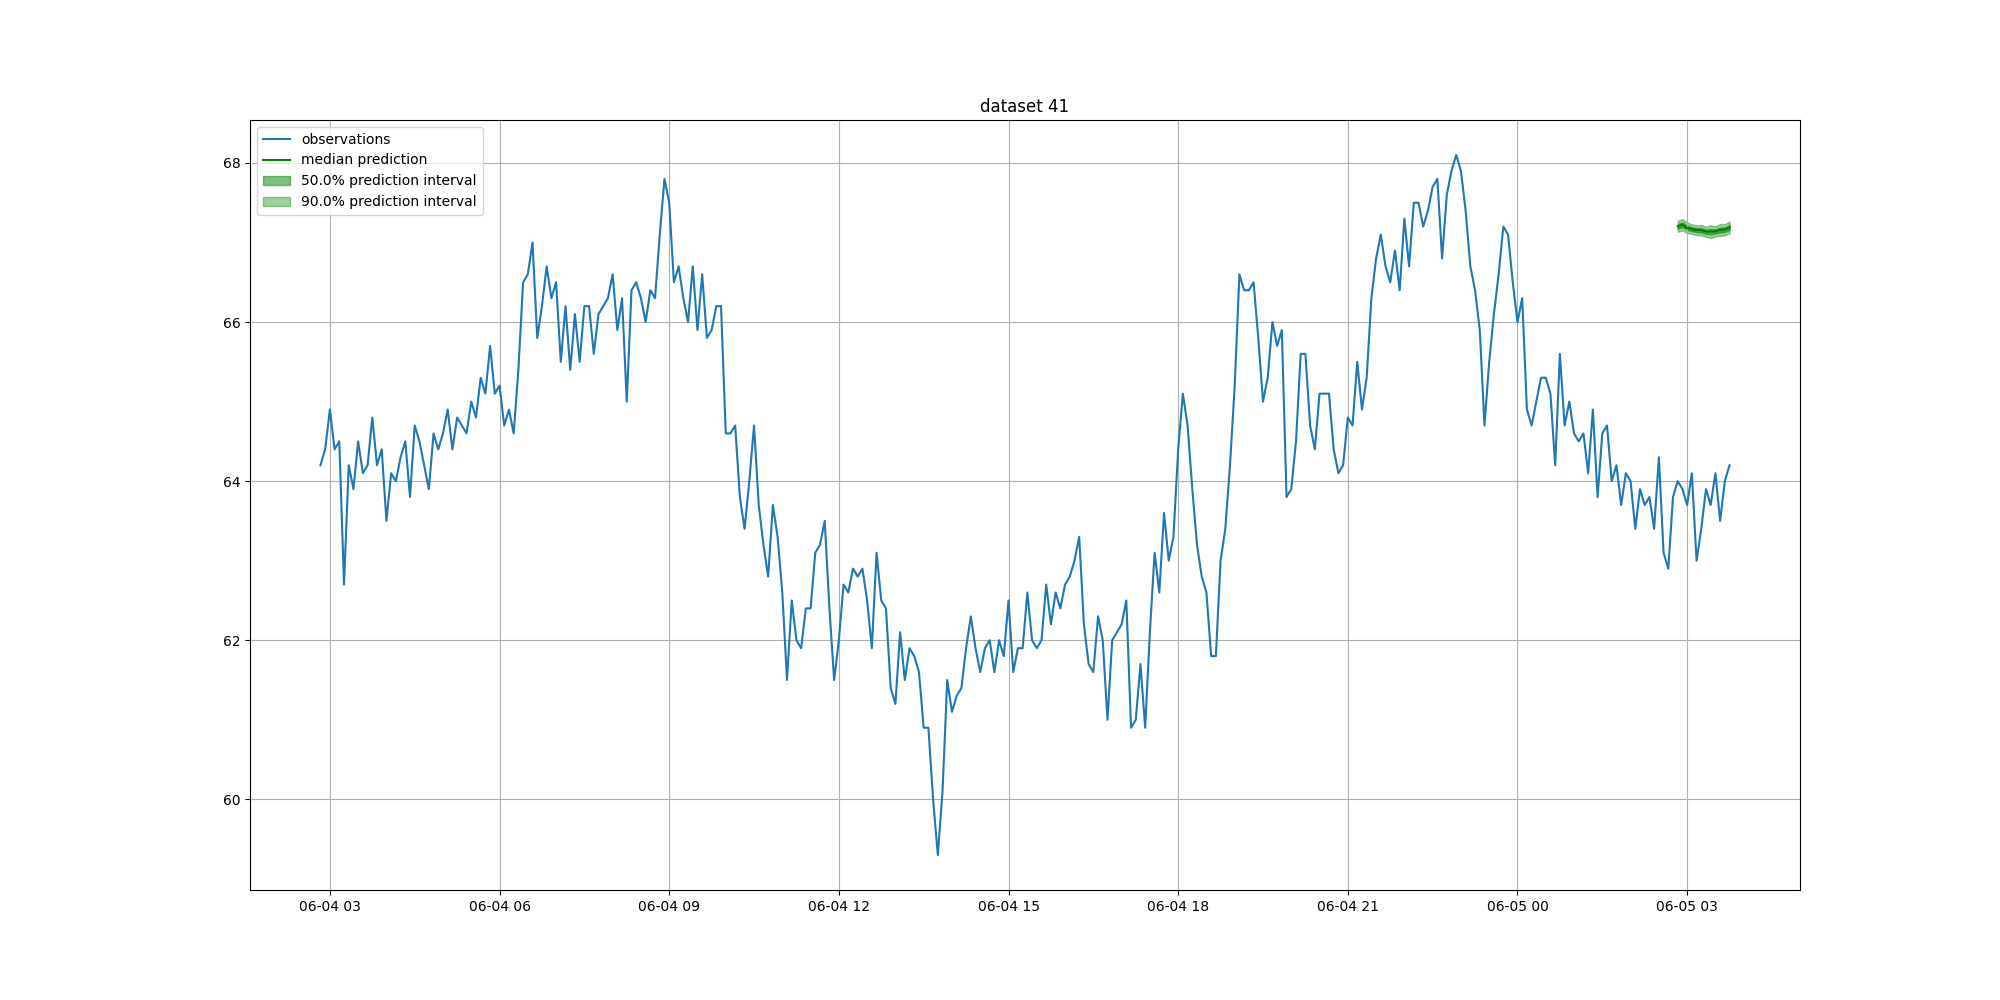 dataset 41
observations
median prediction
50.0% prediction interval
90.0% prediction interval
68
66
64
62
60
06-04 03
06-04 06
06-04 09
06-04 12
06-04 15
06-04 18
06-04 21
06-05 00
06-05 03